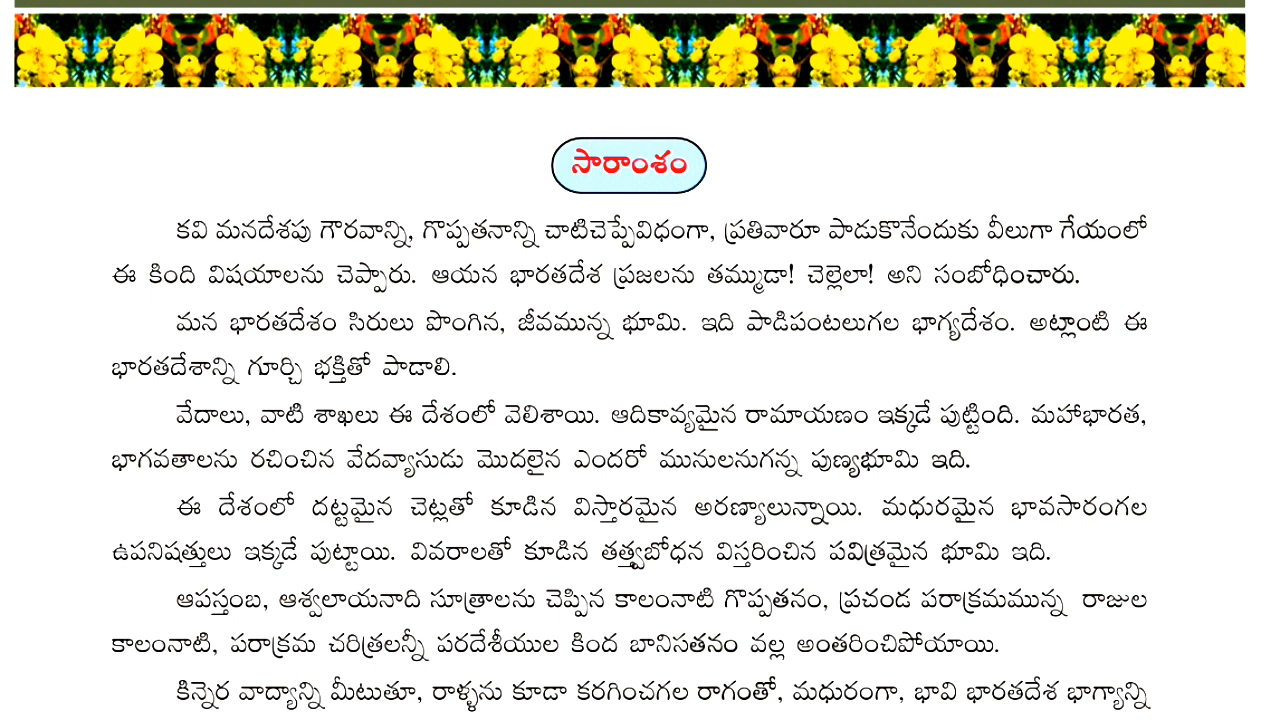 సారాంశం
కవి మనదేశపు గౌరవాన్ని, గొప్పతనాన్ని చాటిచెప్పేవిధంగా, ప్రతివారూ పాడుకొనేందుకు వీలుగా గేయంలో
ఈ కింది విషయాలను చెప్పారు. ఆయన భారతదేశ ప్రజలను తమ్ముడా! చెల్లెలా! అని సంబోధించారు.
మన భారతదేశం సిరులు పొంగిన, జీవమున్న భూమి. ఇది పాడిపంటలుగల భాగ్యదేశం. అట్లాంటి ఈ
భారతదేశాన్ని గూర్చి భక్తితో పాడాలి.
వేదాలు, వాటి శాఖలు ఈ దేశంలో వెలిశాయి. ఆదికావ్యమైన రామాయణం ఇక్కడే పుట్టింది. మహాభారత,
భాగవతాలను రచించిన వేదవ్యాసుడు మొదలైన ఎందరో మునులనుగన్న పుణ్యభూమి ఇది.
ఈ దేశంలో దట్టమైన చెట్లతో కూడిన విస్తారమైన అరణ్యాలున్నాయి. మధురమైన భావసారంగల
ఉపనిషత్తులు ఇక్కడే పుట్టాయి. వివరాలతో కూడిన తత్త్వబోధన విస్తరించిన పవిత్రమైన భూమి ఇది.
ఆపస్తంబ, ఆశ్వలాయనాది సూత్రాలను చెప్పిన కాలంనాటి గొప్పతనం, ప్రచండ పరాక్రమమున్న రాజుల
కాలంనాటి, పరాక్రమ చరిత్రలన్నీ పరదేశీయుల కింద బానిసతనం వల్ల అంతరించిపోయాయి.
కిన్నెర వాద్యాన్ని మీటుతూ, రాళ్ళను కూడా కరగించగల రాగంతో, మధురంగా, భావి భారతదేశ భాగ్యాన్ని